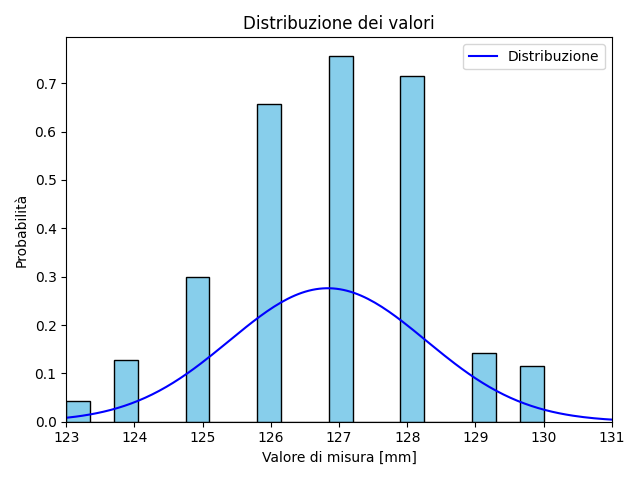 Distribuzione dei valori
Distribuzione
Probabilità
0.7
0.6
0.5
0.4
0.3
0.2
0.1
0.0
123 124 125 126 127 128 129 130 131
Valore di misura [mm]